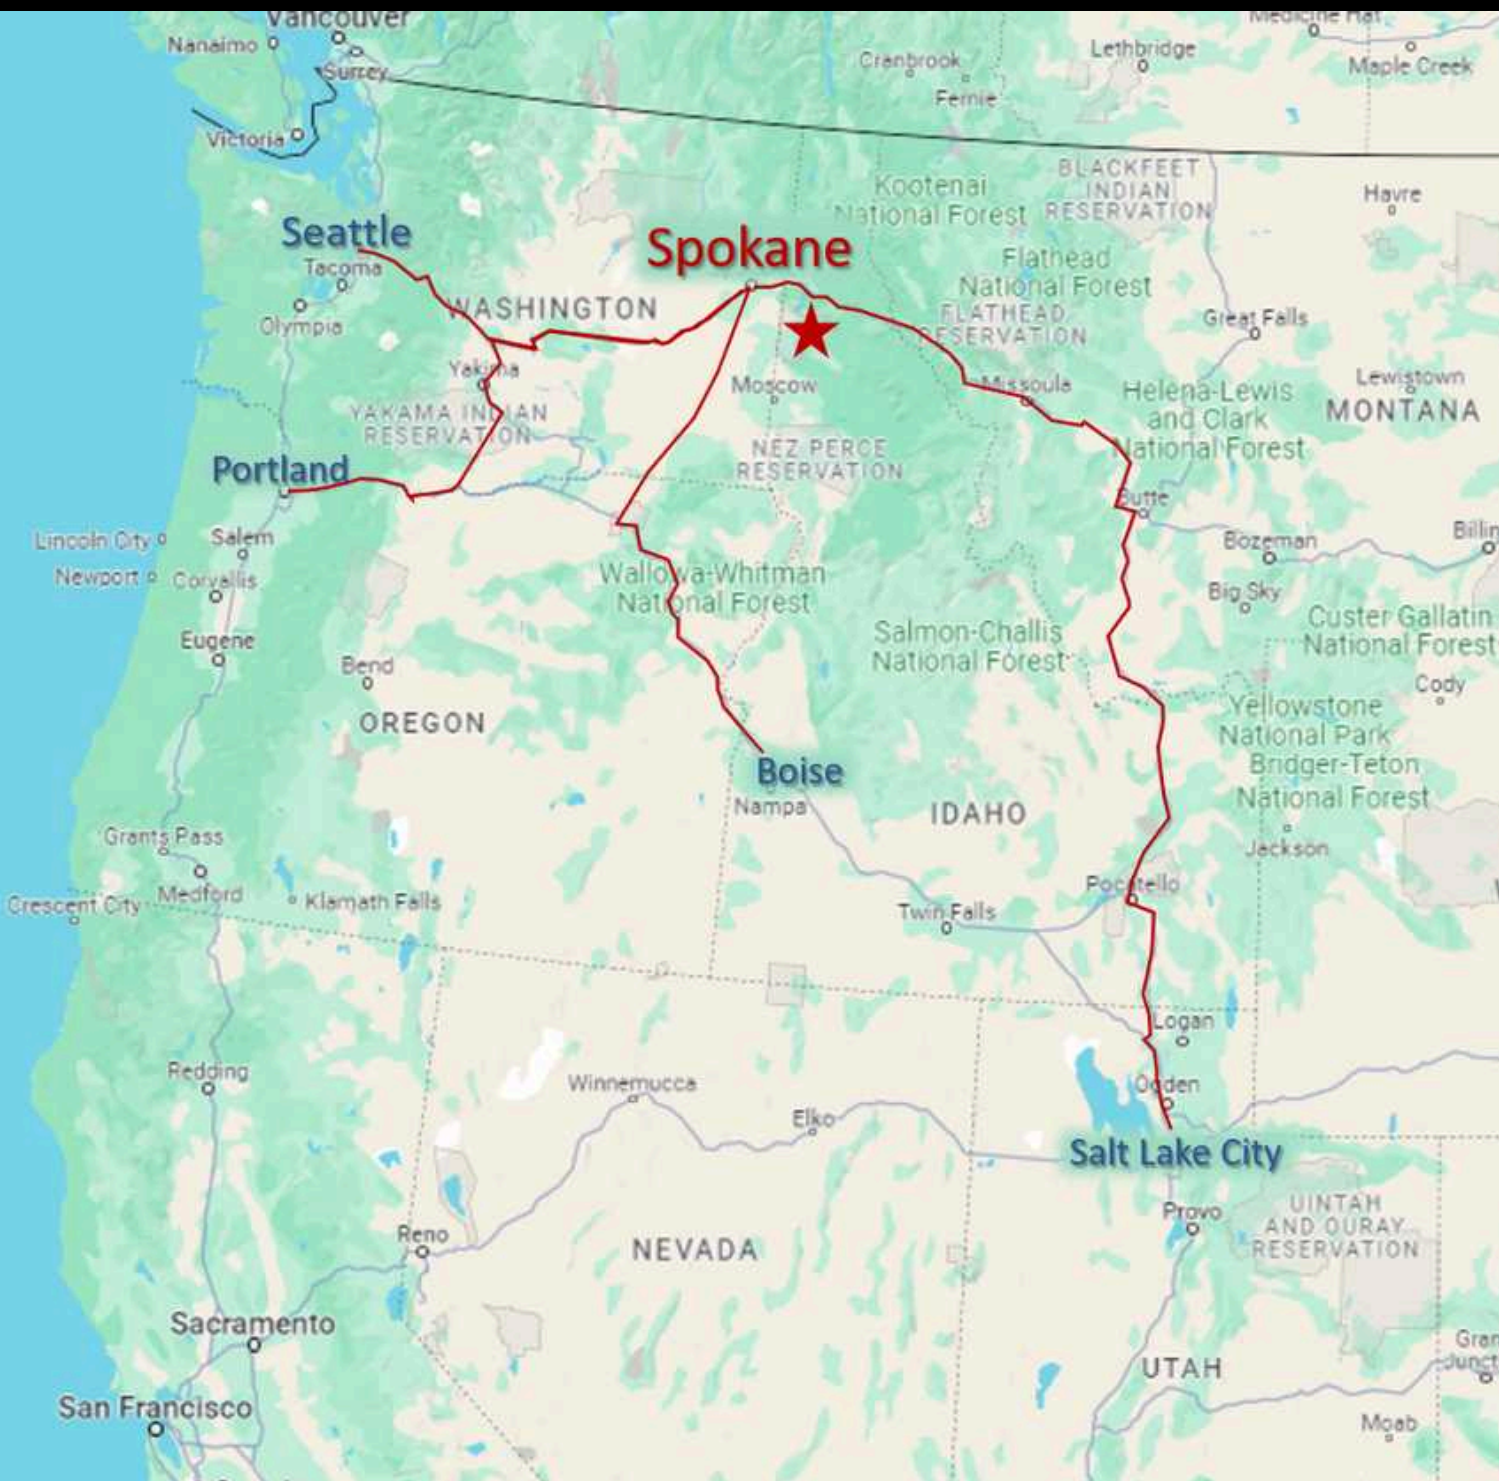 Vancouver
Nanaimo
Surrey
Victoria
Cranbrook
Fernie
Lethbridge
Medicine Hat
Maple Creek
Seattle
Tacoma
Olympia
WASHINGTON
Spokane
Kootenai
National Forest
BLACKFEET
INDIAN
RESERVATION
Havre
Flathead
National Forest
FLATHEAD
RESERVATION
Great Falls
Yakima
YAKAMA INDIAN
RESERVATION
Moscow
Missoula
Helena-Lewis
and Clark
National Forest
Lewistown
MONTANA
NEZ PERCE
RESERVATION
Portland
Butte
Lincoln City
Salem
Newport
Corvallis
Bozeman
Billin
Wallowa-Whitman
National Forest
Big Sky
Eugene
Salmon-Challis
National Forest
Custer Gallatin
National Forest
Bend
Cody
OREGON
Yellowstone
National Park
Boise
Nampa
IDAHO
Bridger-Teton
National Forest
Jackson
Grants Pass
Medford
Crescent City
Klamath Falls
Pocatello
Twin Falls
Logan
Redding
Winnemucca
Elko
Ogden
Salt Lake City
Reno
NEVADA
Provo
UINTAH
AND OURAY
RESERVATION
Sacramento
UTAH
Gran
Junct
San Francisco
Moab